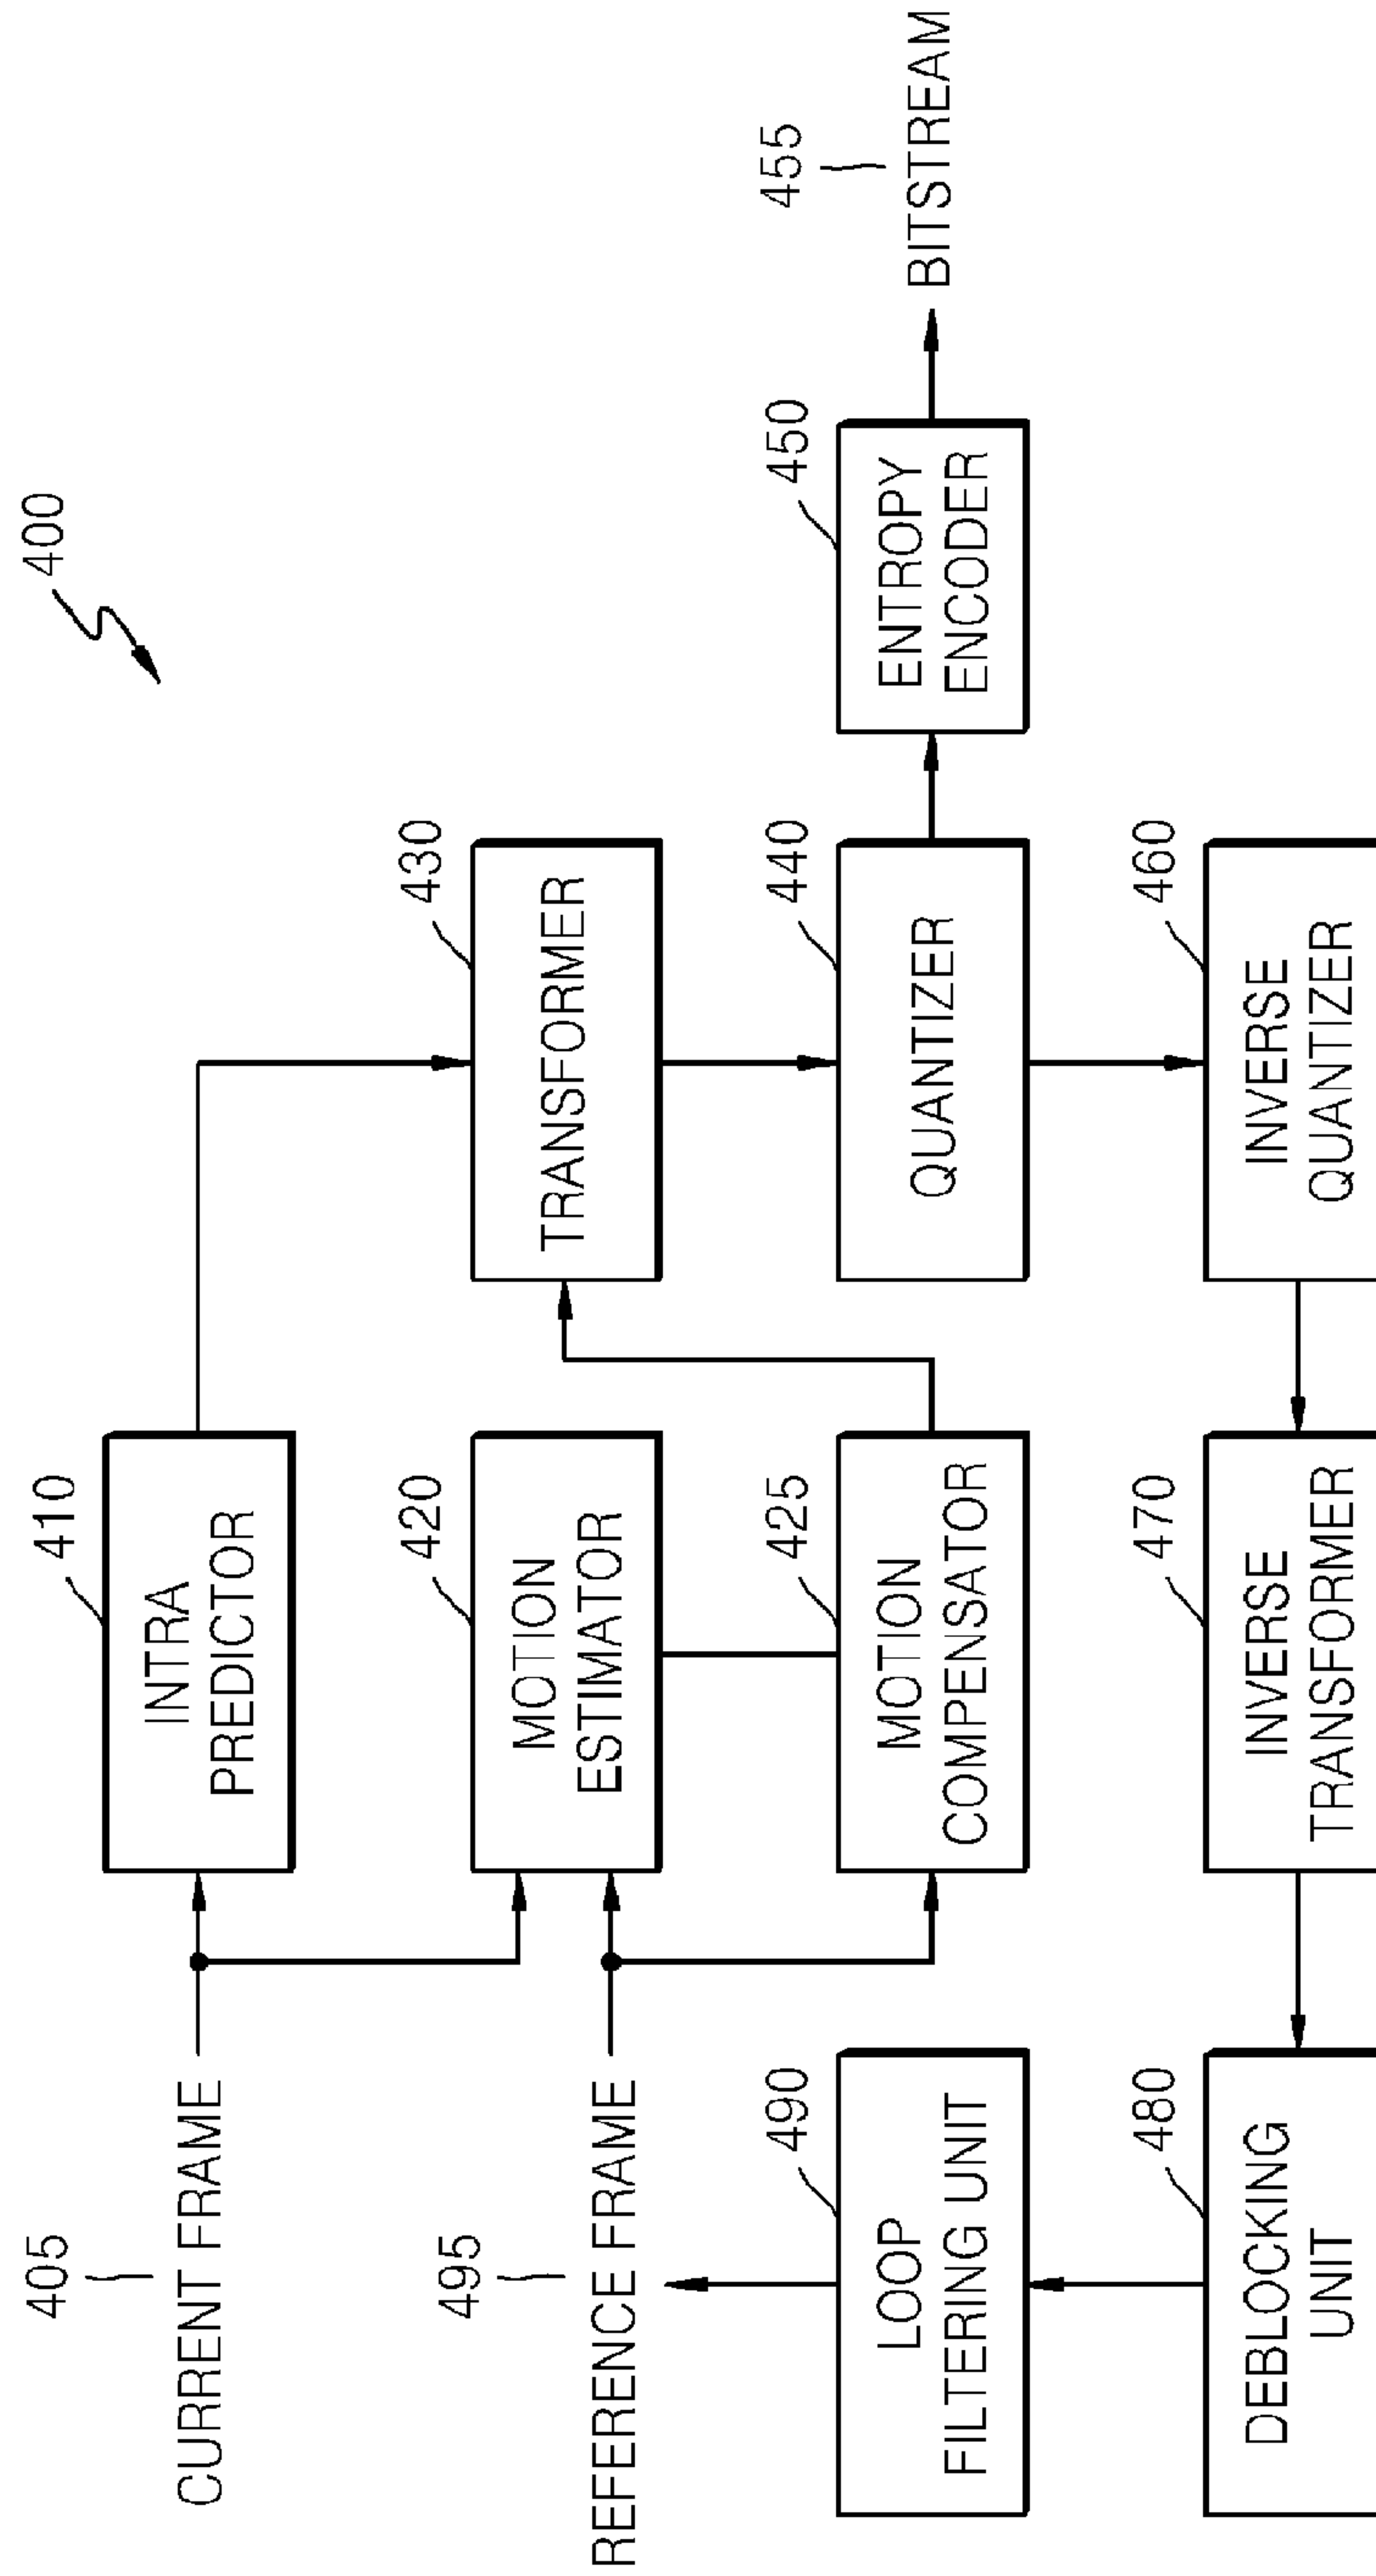 400
405
CURRENT FRAME
410
INTRA
PREDICTOR
495
REFERENCE FRAME
420
MOTION
ESTIMATOR
430
TRANSFORMER
490
LOOP
FILTERING UNIT
425
MOTION
COMPENSATOR
440
QUANTIZER
450
ENTROPY
ENCODER
455
BITSTREAM
480
DEBLOCKING
UNIT
470
INVERSE
TRANSFORMER
460
INVERSE
QUANTIZER